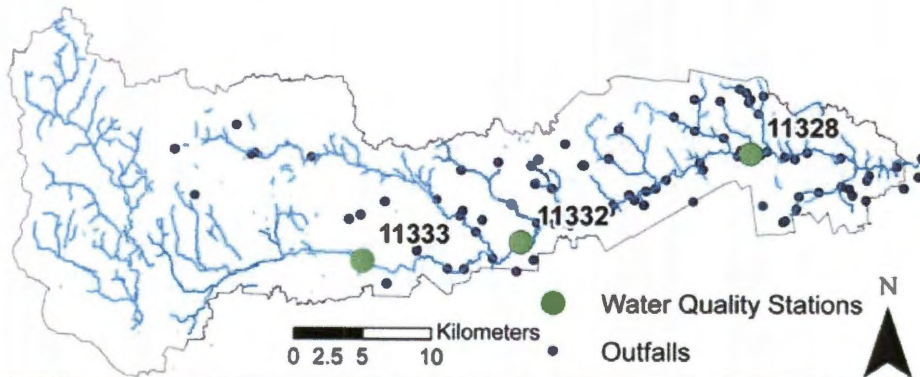 11328
11332
11333
N
Water Quality Stations
Kilometers
0 2.5 5 10
Outfalls